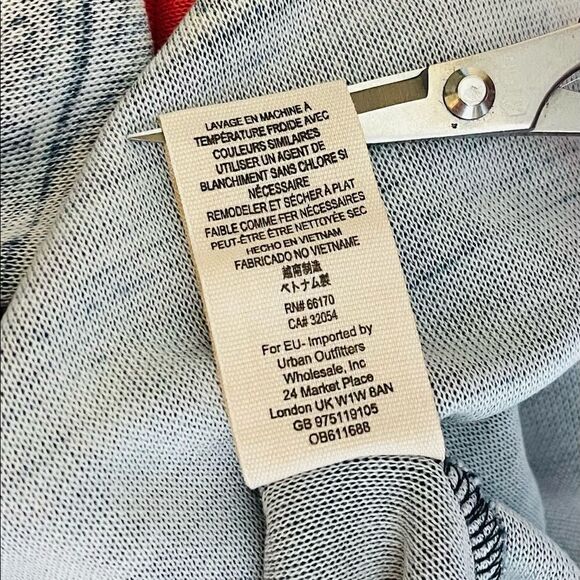 LAVAGE EN MACHINE À
TEMPÉRATURE FROIDE AVEC
COULEURS SIMILAIRES
UTILISER UN AGENT DE
BLANCHIMENT SANS CHLORE SI
NÉCESSAIRE
REMODELER ET SÉCHER À PLAT
FAIBLE COMME FER NÉCESSAIRES
PEUT-ÊTRE ÊTRE NETTOYÉE SEC
HECHO EN VIETNAM
FABRICADO NO VIETNAME
越南制造
ベトナム製
RN# 66170
CA# 32054
For EU- Imported by
Urban Outfitters
Wholesale, Inc
24 Market Place
London UK W1W 8AN
GB 975119105
OB611688